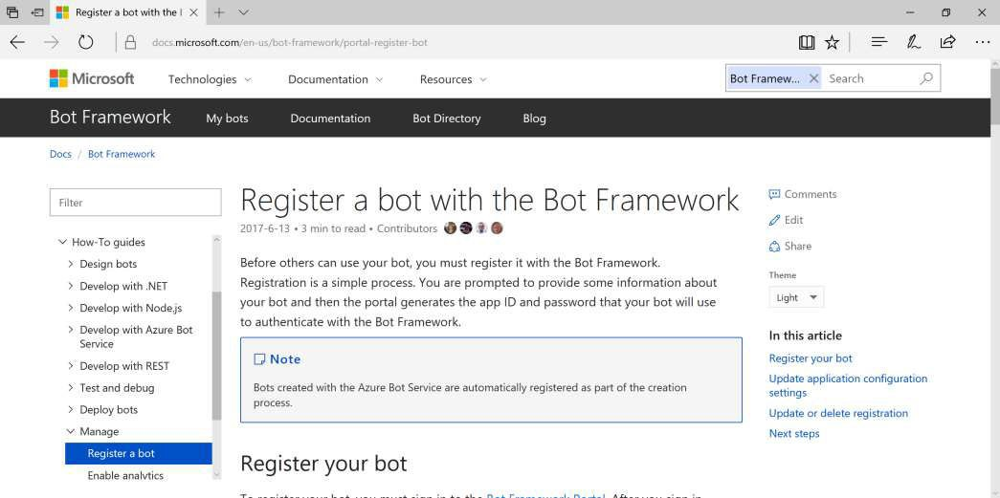 Register a bot with the l
docs.microsoft.com/en-us/bot-framework/portal-register-bot
Microsoft
Technologies
Documentation
Resources
Bot Framew...
Search
Bot Framework
My bots
Documentation
Bot Directory
Blog
Docs / Bot Framework
Filter
How-To guides
Design bots
Develop with .NET
Develop with Node.js
Develop with Azure Bot
Service
Develop with REST
Test and debug
Deploy bots
Manage
Register a bot
Enable analytics
Register a bot with the Bot Framework
2017-6-13 • 3 min to read • Contributors
Before others can use your bot, you must register it with the Bot Framework.
Registration is a simple process. You are prompted to provide some information about
your bot and then the portal generates the app ID and password that your bot will use
to authenticate with the Bot Framework.
Note
Bots created with the Azure Bot Service are automatically registered as part of the creation
process.
Register your bot
To register your bot, you must sign in to the Bot Framework Portal. After you sign in,
Comments
Edit
Share
Theme
Light
In this article
Register your bot
Update application configuration
settings
Update or delete registration
Next steps